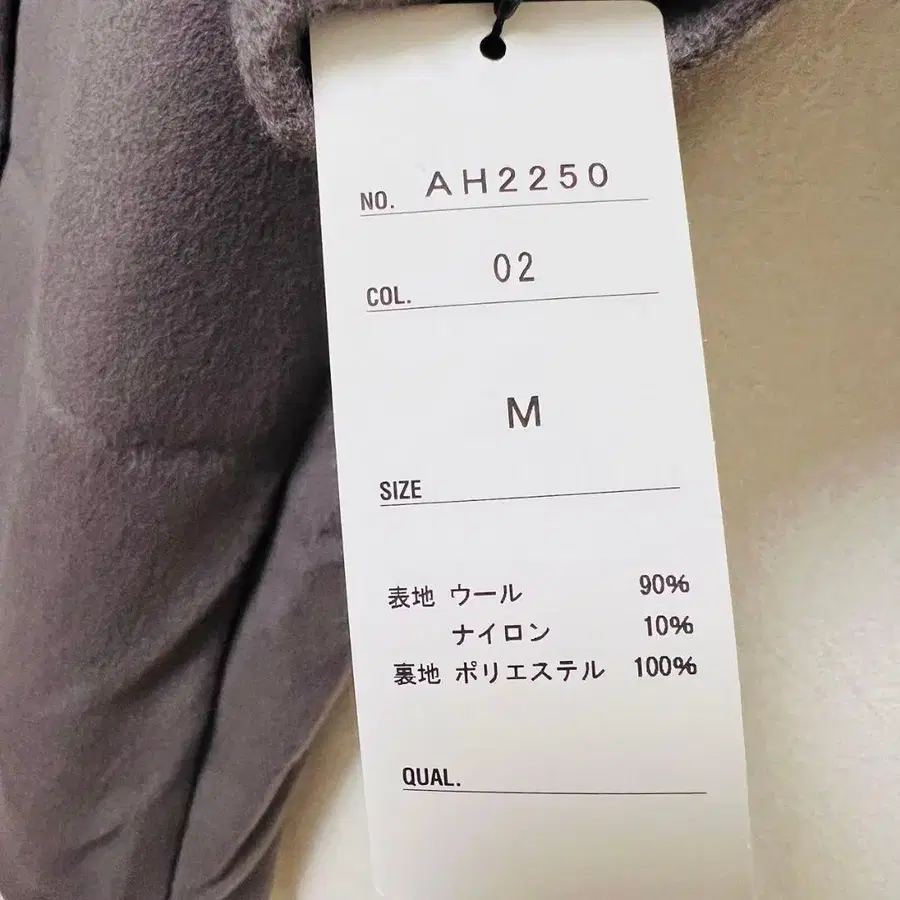 NO. AH2250
COL. 02
M
SIZE
表地 ウール 90%
ナイロン 10%
裏地 ポリエステル 100%
QUAL.